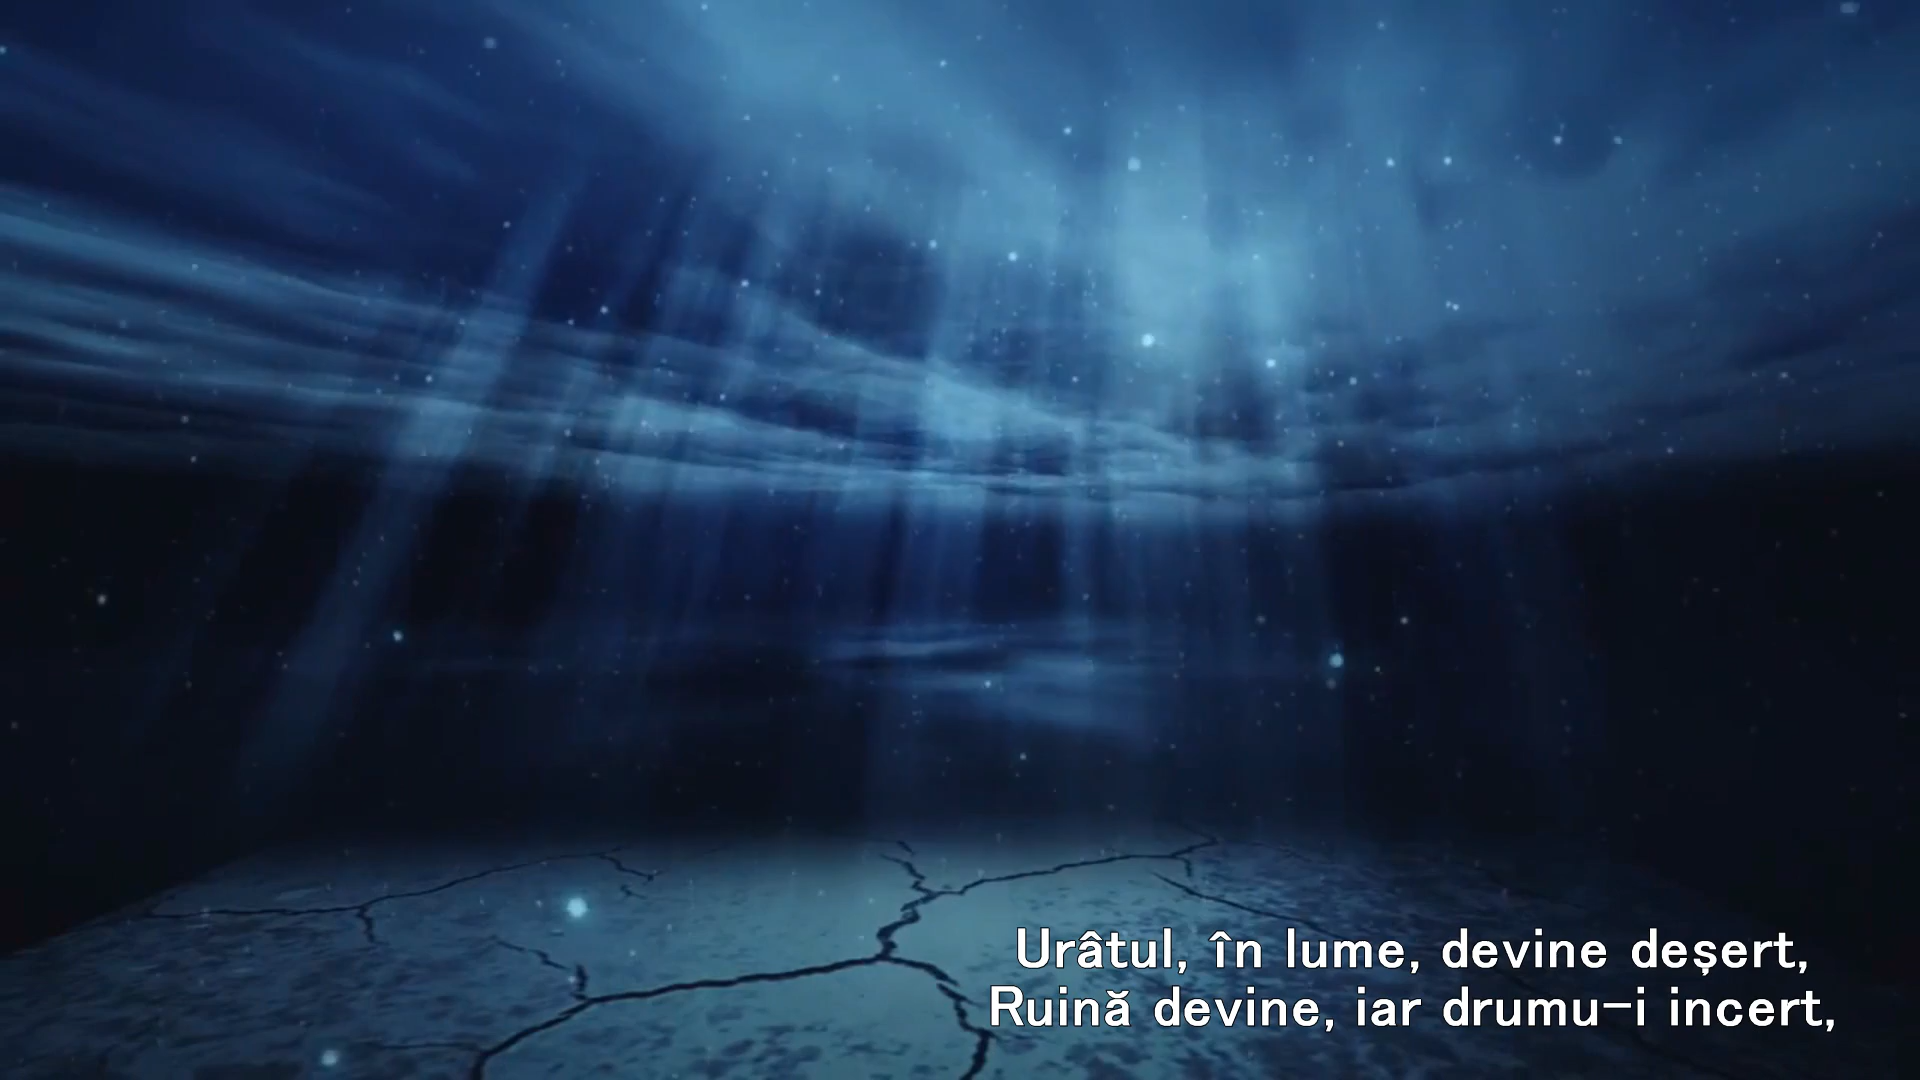 Urâtul, în lume, devine deșert,
Ruină devine, iar drumu-i incert,